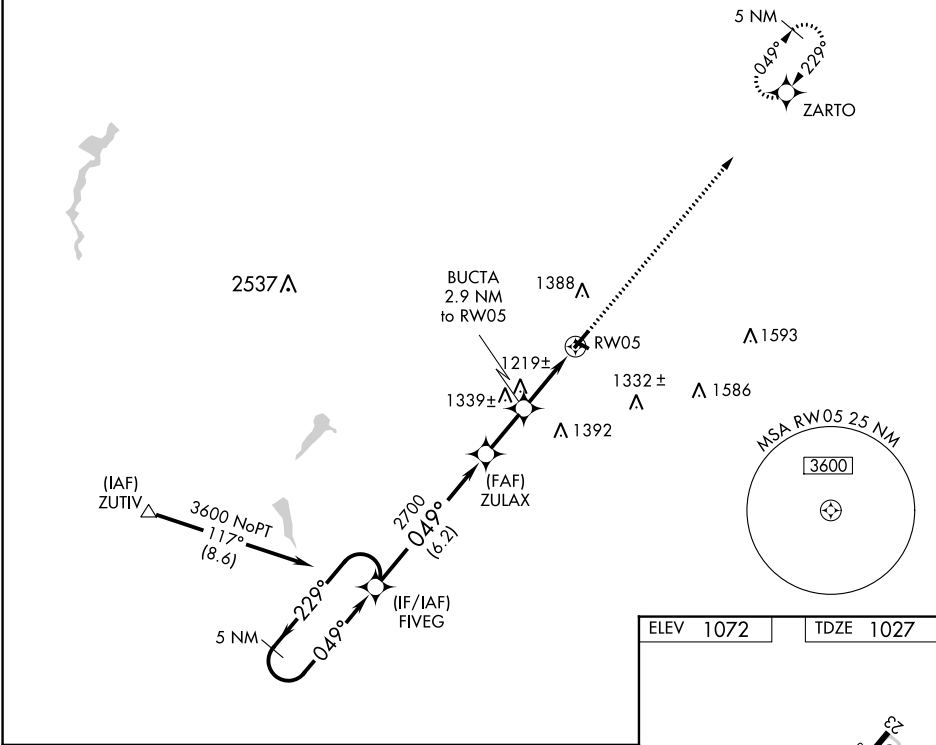 5 NM
049°
229°
ZARTO
2537
BUCTA
2.9 NM
to RW05
1388
RW05
1593
1219±
1339±
1332 ±
1586
1392
MSA RW05 25 NM
3600
(FAF)
ZULAX
(IAF)
ZUTIV
3600 NoPT
117°
(8.6)
2700
049°
(6.2)
229°
049°
5 NM
(IF/IAF)
FIVEG
ELEV 1072
TDZE 1027
23